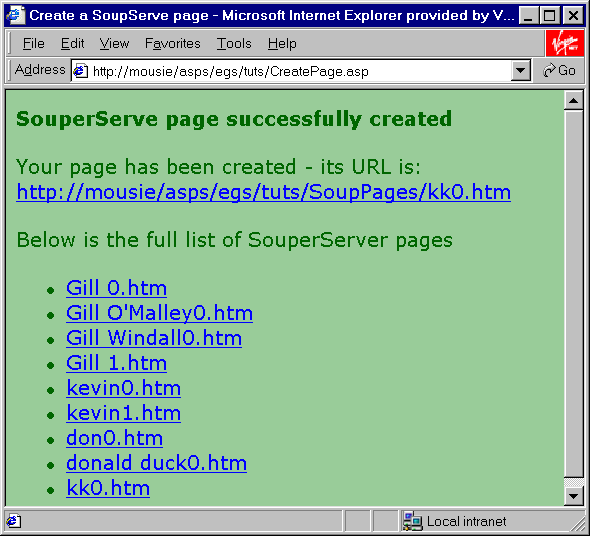 Create a SoupServe page - Microsoft Internet Explorer provided by V...
File Edit View Favorites Tools Help
Virgin
Address http://mousie/asps/egs/tuts/CreatePage.asp Go
SouperServe page successfully created
Your page has been created - its URL is:
http://mousie/asps/egs/tuts/SoupPages/kk0.htm
Below is the full list of SouperServer pages
Gill 0.htm
Gill O'Malley0.htm
Gill Windall0.htm
Gill 1.htm
kevin0.htm
kevin1.htm
don0.htm
donald duck0.htm
kk0.htm
Local intranet